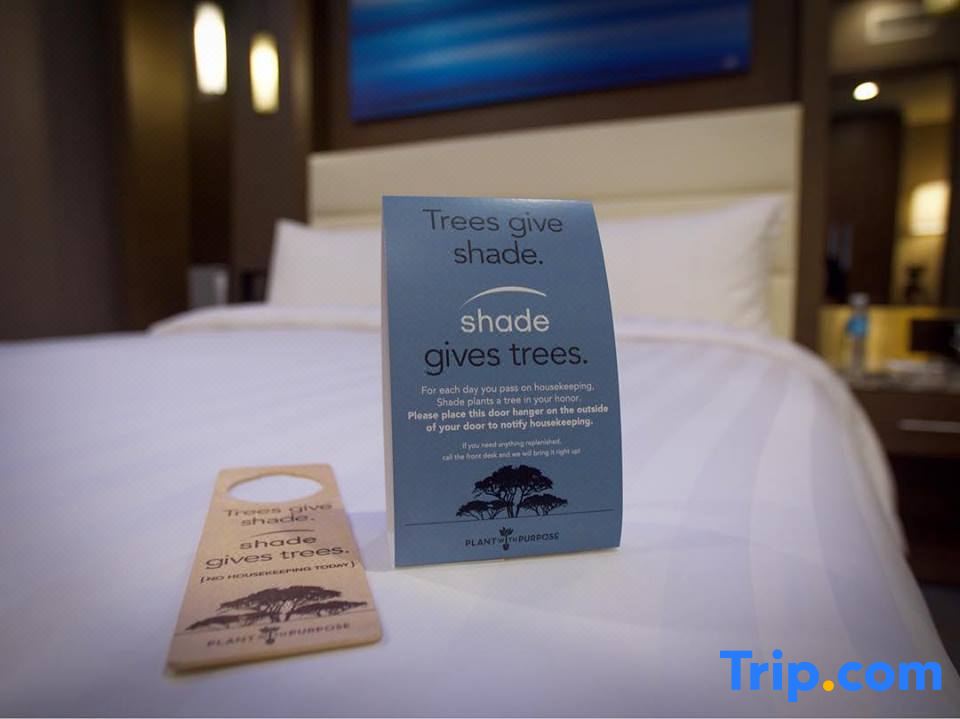 Trees give
shade.
shade
gives trees.
For each day you pass on housekeeping,
Shade plants a tree in your honor.
Please place this door hanger on the outside
of your door to notify housekeeping.
If you need anything replenished,
call the front desk and we will bring it right up!
PLANT WITH PURPOSE
Trees give
shade.
shade
gives trees.
[NO HOUSEKEEPING TODAY]
PLANT WITH PURPOSE
Trip.com